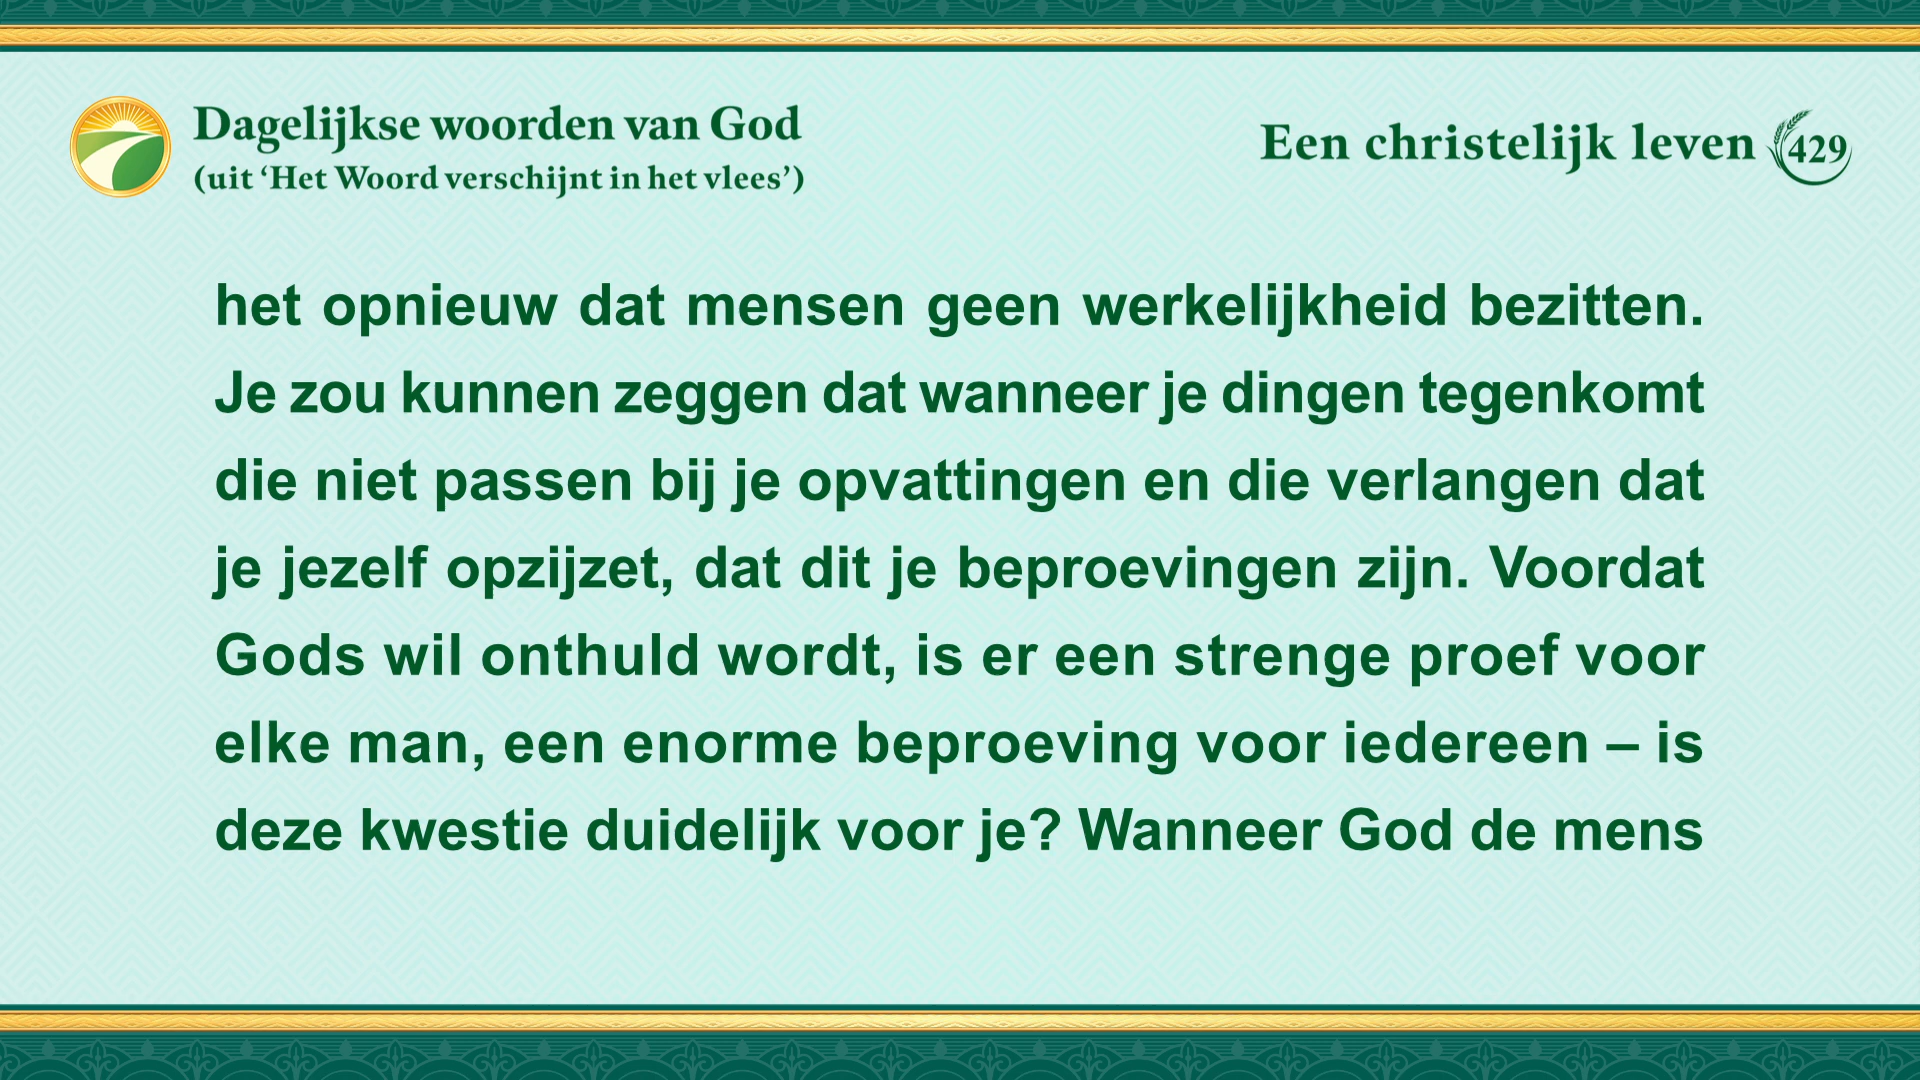 Dagelijkse woorden van God
(uit ‘Het Woord verschijnt in het vlees’)
Een christelijk leven 429
het opnieuw dat mensen geen werkelijkheid bezitten.
Je zou kunnen zeggen dat wanneer je dingen tegenkomt
die niet passen bij je opvattingen en die verlangen dat
je jezelf opzijzet, dat dit je beproevingen zijn. Voordat
Gods wil onthuld wordt, is er een strenge proef voor
elke man, een enorme beproeving voor iedereen – is
deze kwestie duidelijk voor je? Wanneer God de mens